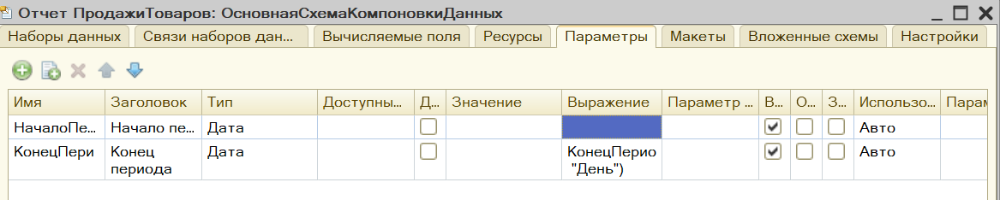 Отчет ПродажиТоваров: ОсновнаяСхемаКомпоновкиДанных
Наборы данных Связи наборов дан... Вычисляемые поля Ресурсы Параметры Макеты Вложенные схемы Настройки
Имя Заголовок Тип Доступны... Д... Значение Выражение Параметр ... В... О... З... Использо... Парам
НачалоПе... Начало пе... Дата Авто
КонецПери Конец Дата КонецПерио Авто
периода "День")